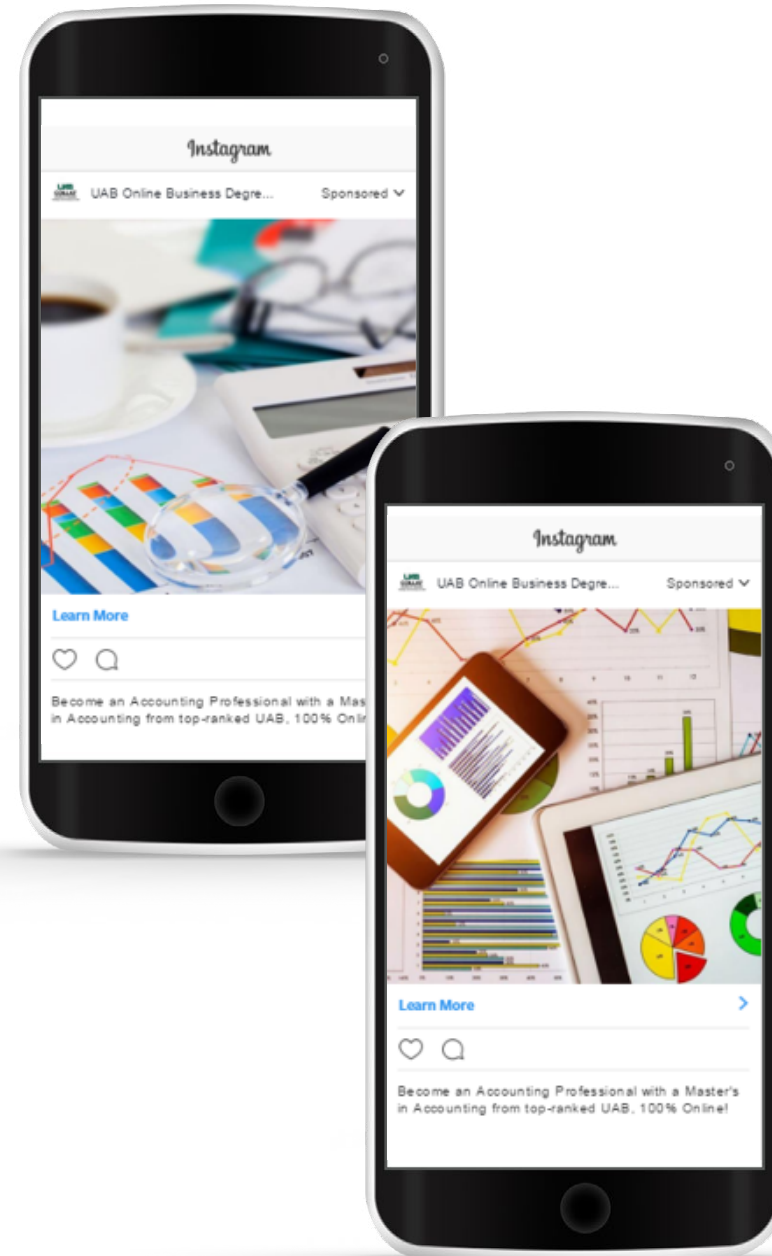 Instagram
UAB Online Business Degre...
Sponsored
Learn More
Become an Accounting Professional with a Mas
in Accounting from top-ranked UAB, 100% Onli
Instagram
UAB Online Business Degre...
Sponsored
Learn More
Become an Accounting Professional with a Master's
in Accounting from top-ranked UAB, 100% Online!